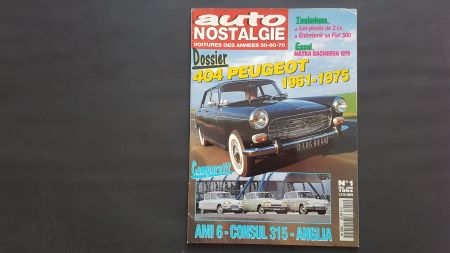 auto
NOSTALGIE
VOITURES DES ANNEES 50-60-70
Technique
• Les pivots de 2 cv
• Entretenir sa Fiat 500
Essai
MATRA BAGHEERA 1979
Dossier
404 PEUGEOT
1961-1975
N°1
Comparatif
AMI 6 - CONSUL 315 - ANGLIA